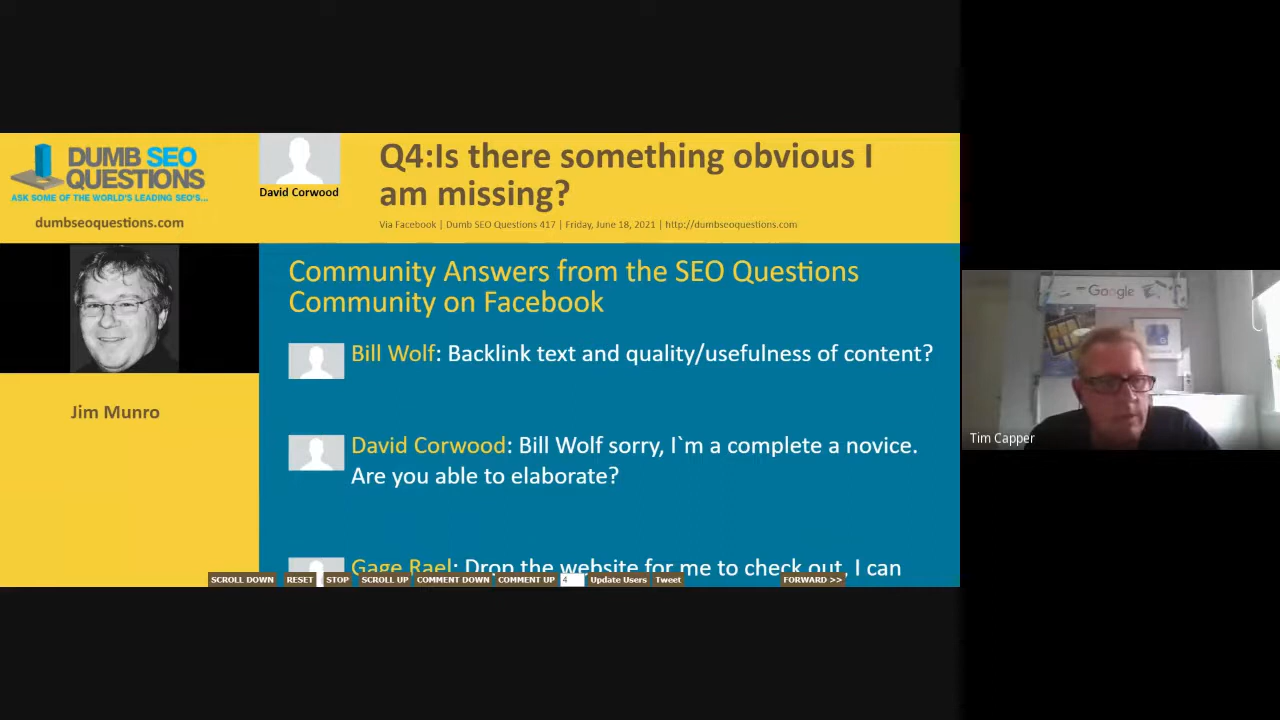 DUMB SEO
QUESTIONS
ASK SOME OF THE WORLD'S LEADING SEO'S...
dumbseoquestions.com
David Corwood
Q4:Is there something obvious I
am missing?
Via Facebook | Dumb SEO Questions 417 | Friday, June 18, 2021 | http://dumbseoquestions.com
Jim Munro
Community Answers from the SEO Questions
Community on Facebook
Bill Wolf: Backlink text and quality/usefulness of content?
David Corwood: Bill Wolf sorry, I`m a complete a novice.
Are you able to elaborate?
Gage Rael: Drop the website for me to check out, I can
SCROLL DOWN RESET STOP SCROLL UP COMMENT DOWN COMMENT UP 4 Update Users Tweet FORWARD >>
Google
Tim Capper